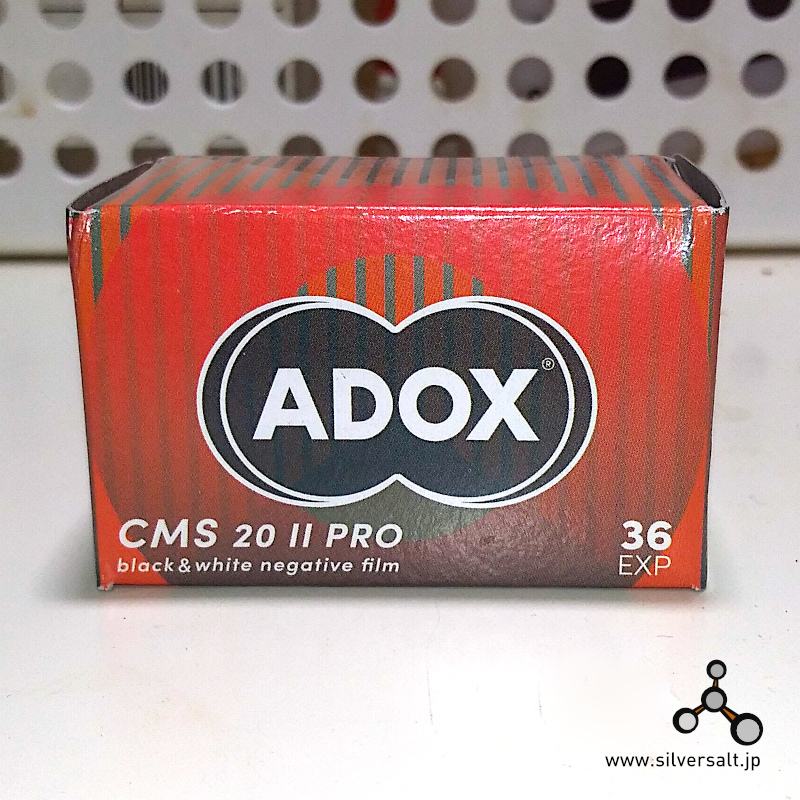 ADOX®
CMS 20 II PRO
black&white negative film
36
EXP
www.silversalt.jp